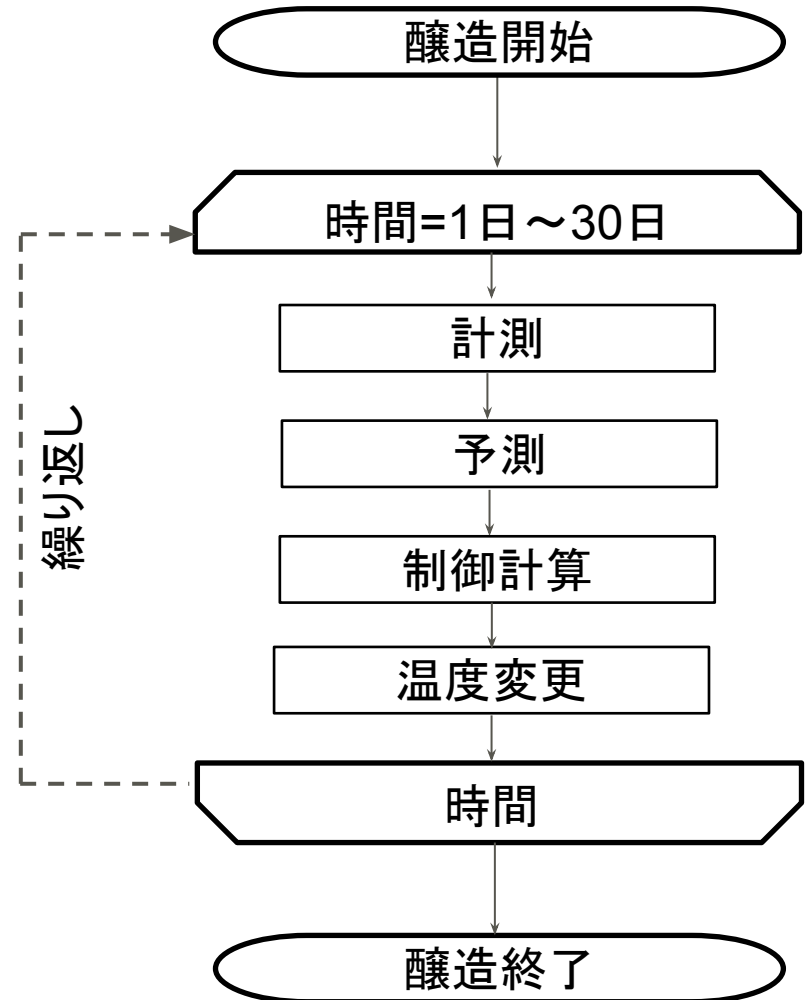 醸造開始
時間=1日～30日
計測
予測
制御計算
温度変更
繰り返し
時間
醸造終了